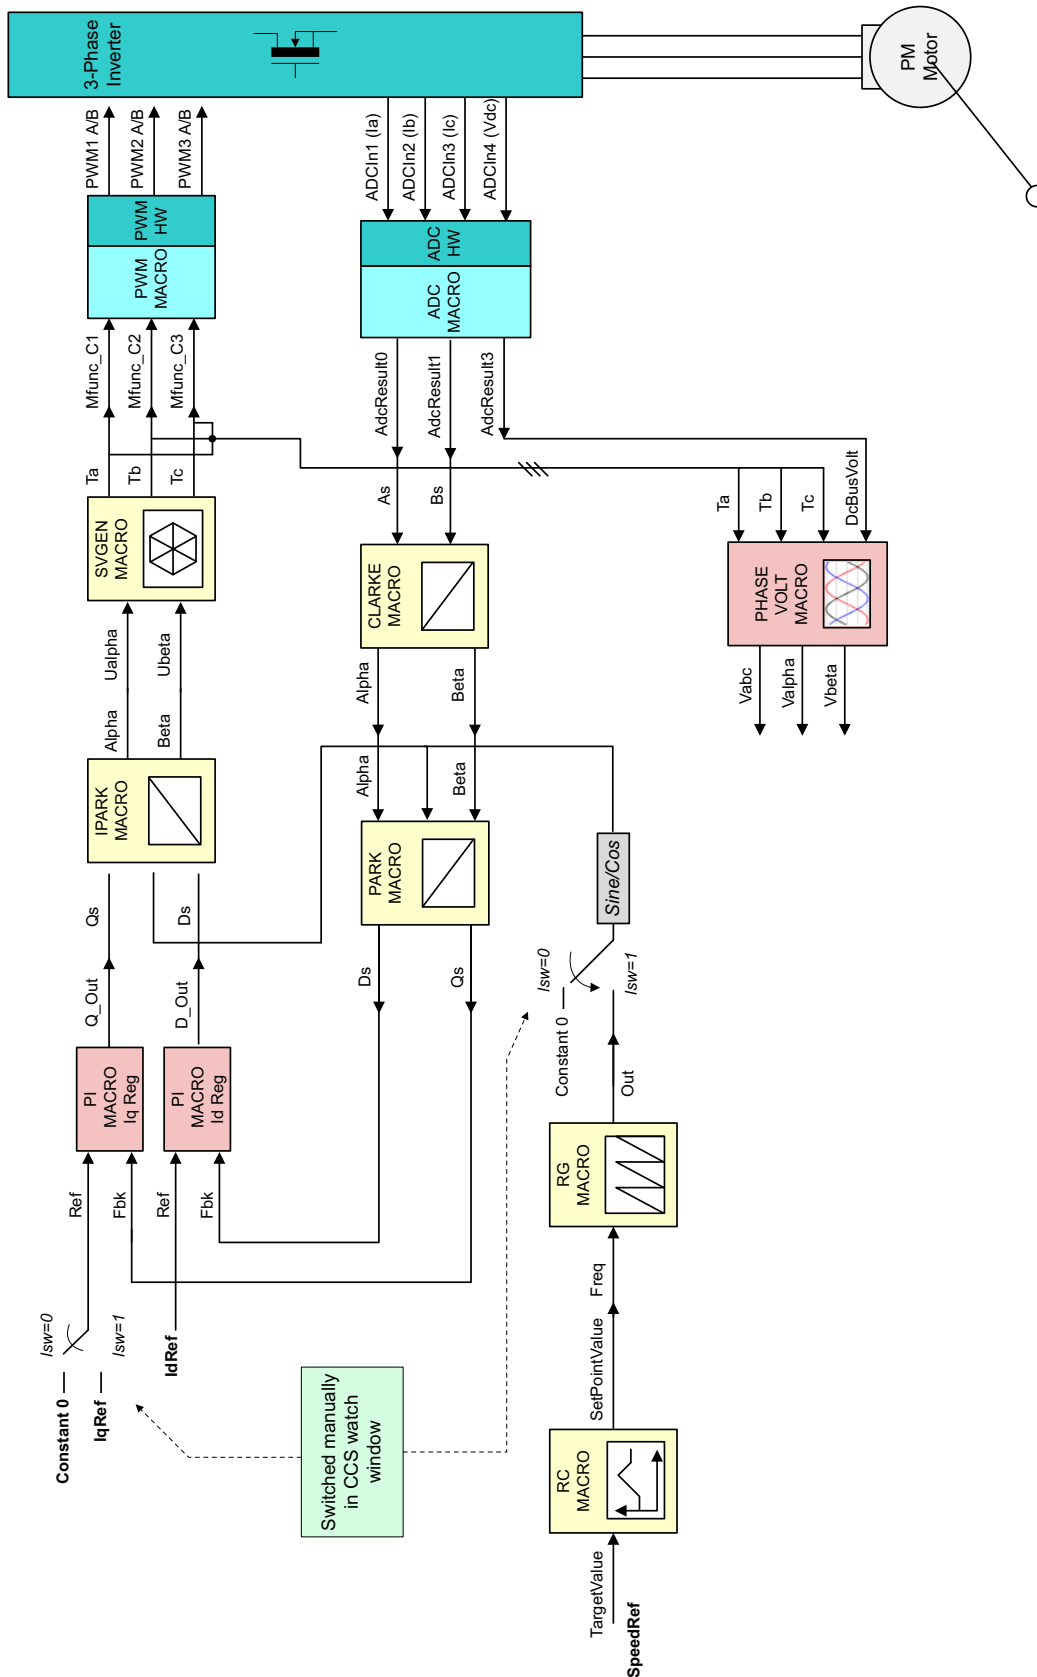 Constant 0
Isw=0
IqRef
Isw=1
IdRef
Ref
Fbk
Ref
Fbk
PI
MACRO
Iq Reg
PI
MACRO
Id Reg
Q_Out
D_Out
Qs
Ds
IPARK
MACRO
Alpha
Beta
Ualpha
Ubeta
SVGEN
MACRO
Ta
Tb
Tc
Mfunc_C1
Mfunc_C2
Mfunc_C3
PWM
MACRO
PWM
HW
PWM1 A/B
PWM2 A/B
PWM3 A/B
3-Phase
Inverter
Switched manually
in CCS watch
window
Ds
Qs
PARK
MACRO
Alpha
Beta
Alpha
Beta
CLARKE
MACRO
As
Bs
AdcResult0
AdcResult1
AdcResult3
ADC
MACRO
ADC
HW
ADCIn1 (Ia)
ADCIn2 (Ib)
ADCIn3 (Ic)
ADCIn4 (Vdc)
TargetValue
SpeedRef
RC
MACRO
SetPointValue
Freq
RG
MACRO
Out
Constant 0
Isw=0
Isw=1
Sine/Cos
Vabc
Valpha
Vbeta
PHASE
VOLT
MACRO
Ta
Tb
Tc
DcBusVolt
PM
Motor